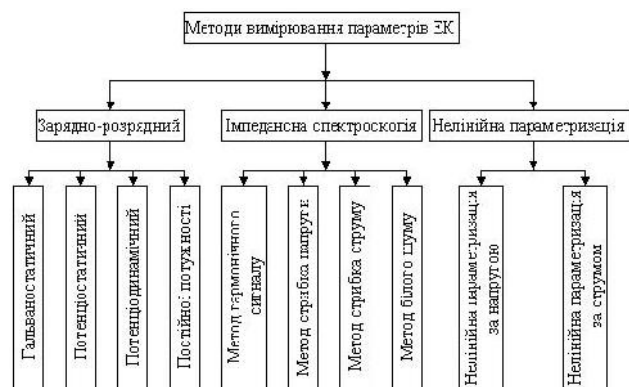 Методи вимірювання параметрів ЕК
Зарядно-розрядний
Імпедансна спектроскопія
Нелінійна параметризація
Гальваностатичний
Потенціостатичний
Потенціодинамічний
Постійної потужності
Метод гармонічного
сигналу
Метод стрибка напруги
Метод стрибка струму
Метод білого шуму
Нелінійна параметризація
за напругою
Нелінійна параметризація
за струмом